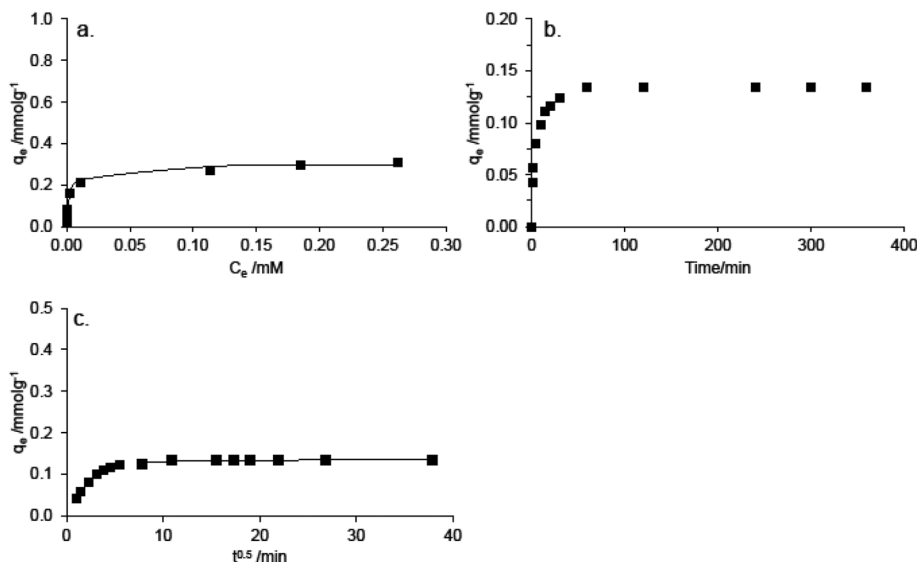 a.
1.0
0.8
0.6
0.4
0.2
0.0
qₑ /mmolg⁻¹
0.00 0.05 0.10 0.15 0.20 0.25 0.30
Cₑ /mM
b.
0.20
0.15
0.10
0.05
0.00
qₑ /mmolg⁻¹
0 100 200 300 400
Time/min
c.
0.5
0.4
0.3
0.2
0.1
0.0
qₑ /mmolg⁻¹
0 10 20 30 40
t⁰·⁵ /min